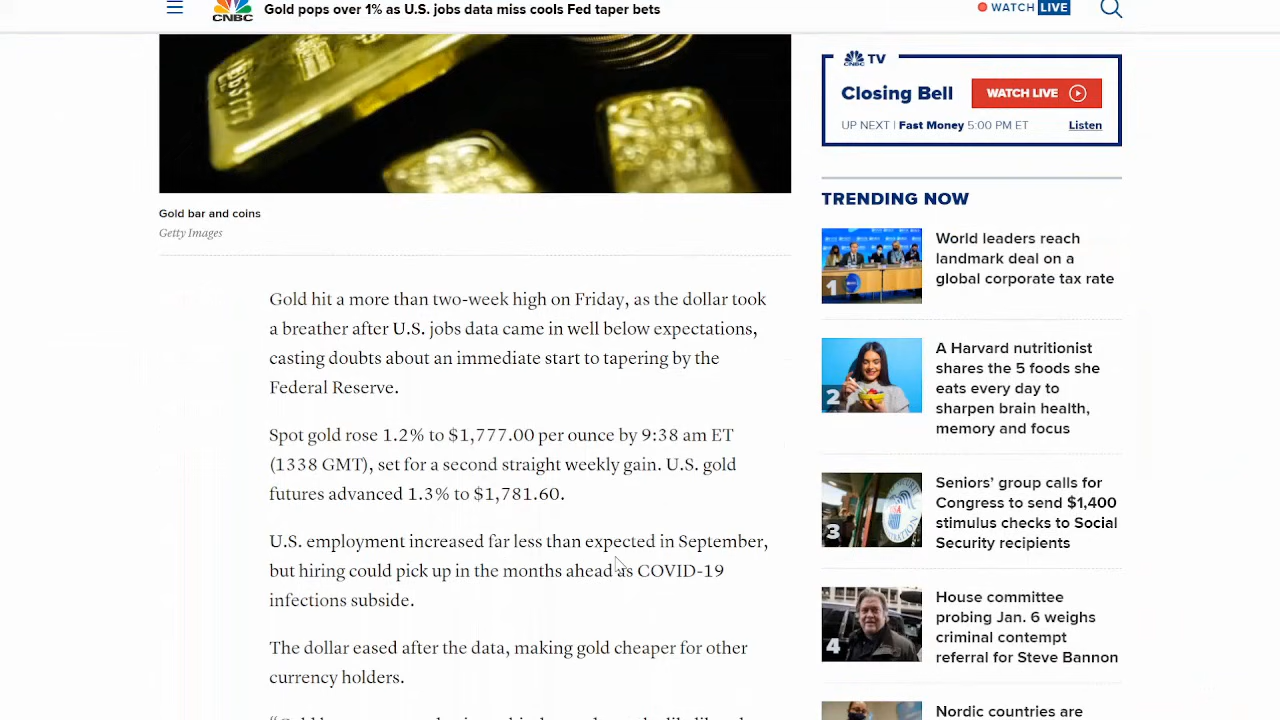 CNBC
Gold pops over 1% as U.S. jobs data miss cools Fed taper bets
WATCH LIVE
Gold bar and coins
Getty Images
Gold hit a more than two-week high on Friday, as the dollar took
a breather after U.S. jobs data came in well below expectations,
casting doubts about an immediate start to tapering by the
Federal Reserve.
Spot gold rose 1.2% to $1,777.00 per ounce by 9:38 am ET
(1338 GMT), set for a second straight weekly gain. U.S. gold
futures advanced 1.3% to $1,781.60.
U.S. employment increased far less than expected in September,
but hiring could pick up in the months ahead as COVID-19
infections subside.
The dollar eased after the data, making gold cheaper for other
currency holders.
TV
Closing Bell
WATCH LIVE
UP NEXT | Fast Money 5:00 PM ET
Listen
TRENDING NOW
1
World leaders reach
landmark deal on a
global corporate tax rate
2
A Harvard nutritionist
shares the 5 foods she
eats every day to
sharpen brain health,
memory and focus
3
Seniors' group calls for
Congress to send $1,400
stimulus checks to Social
Security recipients
4
House committee
probing Jan. 6 weighs
criminal contempt
referral for Steve Bannon
Nordic countries are